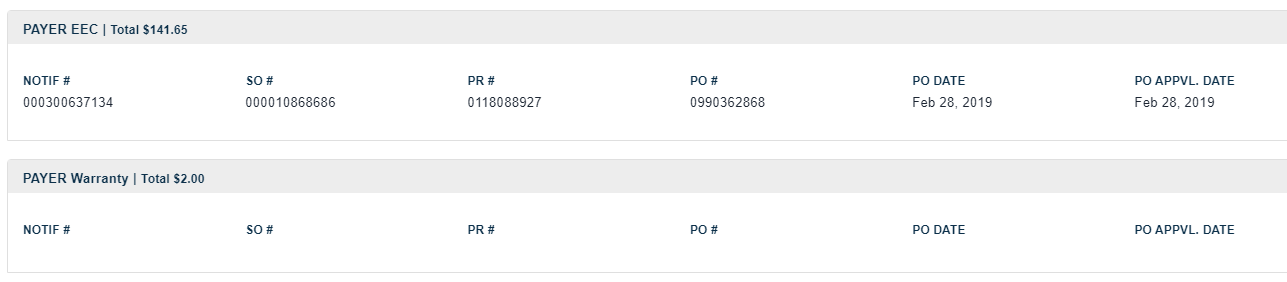 PAYER EEC | Total $141.65
NOTIF # SO # PR # PO # PO DATE PO APPVL. DATE
000300637134 000010868686 0118088927 0990362868 Feb 28, 2019 Feb 28, 2019
PAYER Warranty | Total $2.00
NOTIF # SO # PR # PO # PO DATE PO APPVL. DATE